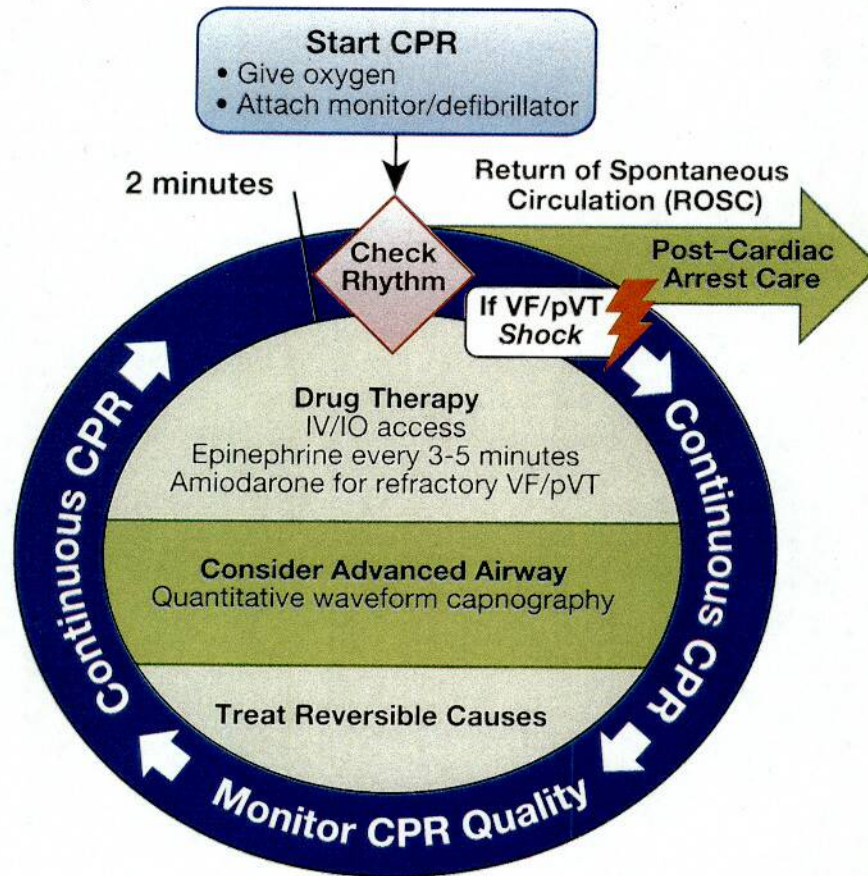 Start CPR
• Give oxygen
• Attach monitor/defibrillator
2 minutes
Return of Spontaneous
Circulation (ROSC)
Check
Rhythm
Post–Cardiac
Arrest Care
If VF/pVT
Shock
Drug Therapy
IV/IO access
Epinephrine every 3-5 minutes
Amiodarone for refractory VF/pVT
Consider Advanced Airway
Quantitative waveform capnography
Treat Reversible Causes
Continuous CPR
Continuous CPR
Monitor CPR Quality